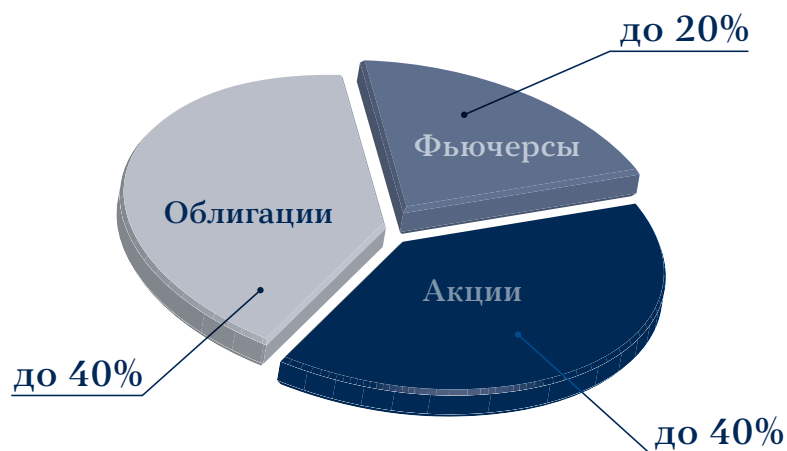 до 20%
Фьючерсы
Облигации
Акции
до 40%
до 40%